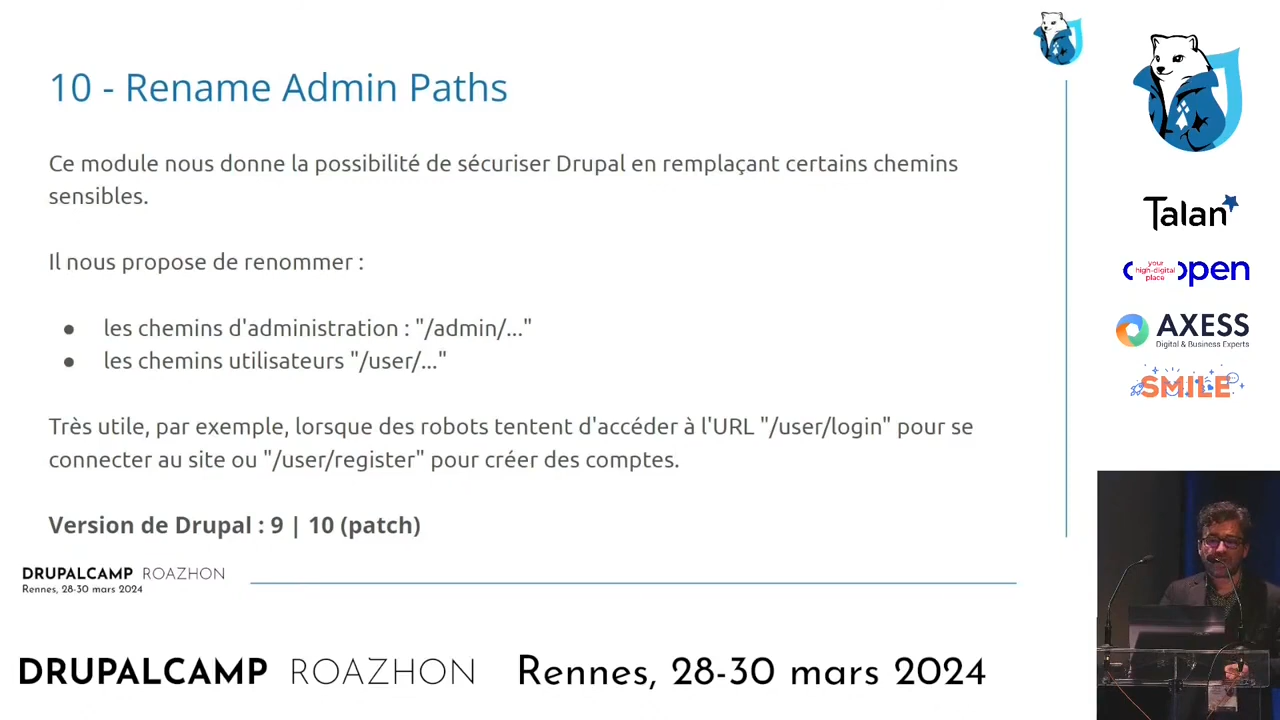 10 - Rename Admin Paths
Ce module nous donne la possibilité de sécuriser Drupal en remplaçant certains chemins
sensibles.
Il nous propose de renommer :
● les chemins d'administration : "/admin/..."
● les chemins utilisateurs "/user/..."
Très utile, par exemple, lorsque des robots tentent d'accéder à l'URL "/user/login" pour se
connecter au site ou "/user/register" pour créer des comptes.
Version de Drupal : 9 | 10 (patch)
DRUPALCAMP ROAZHON
Rennes, 28-30 mars 2024
Talan
your
high-digital
place
open
AXESS
Digital & Business Experts
SMILE
DRUPALCAMP ROAZHON Rennes, 28-30 mars 2024